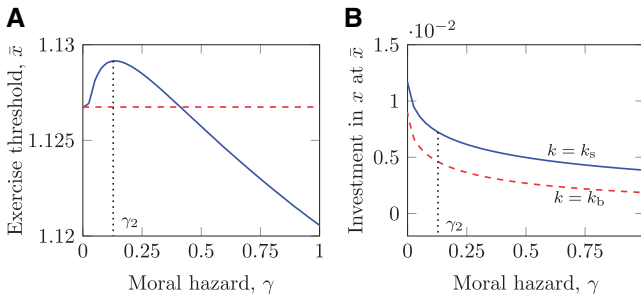 A
Exercise threshold, x̄
1.13
1.125
1.12
γ₂
0 0.25 0.5 0.75 1
Moral hazard, γ
B
Investment in x at x̄
·10⁻²
1.5
1
0.5
0
k = kₛ
k = k_b
γ₂
0 0.25 0.5 0.75
Moral hazard, γ